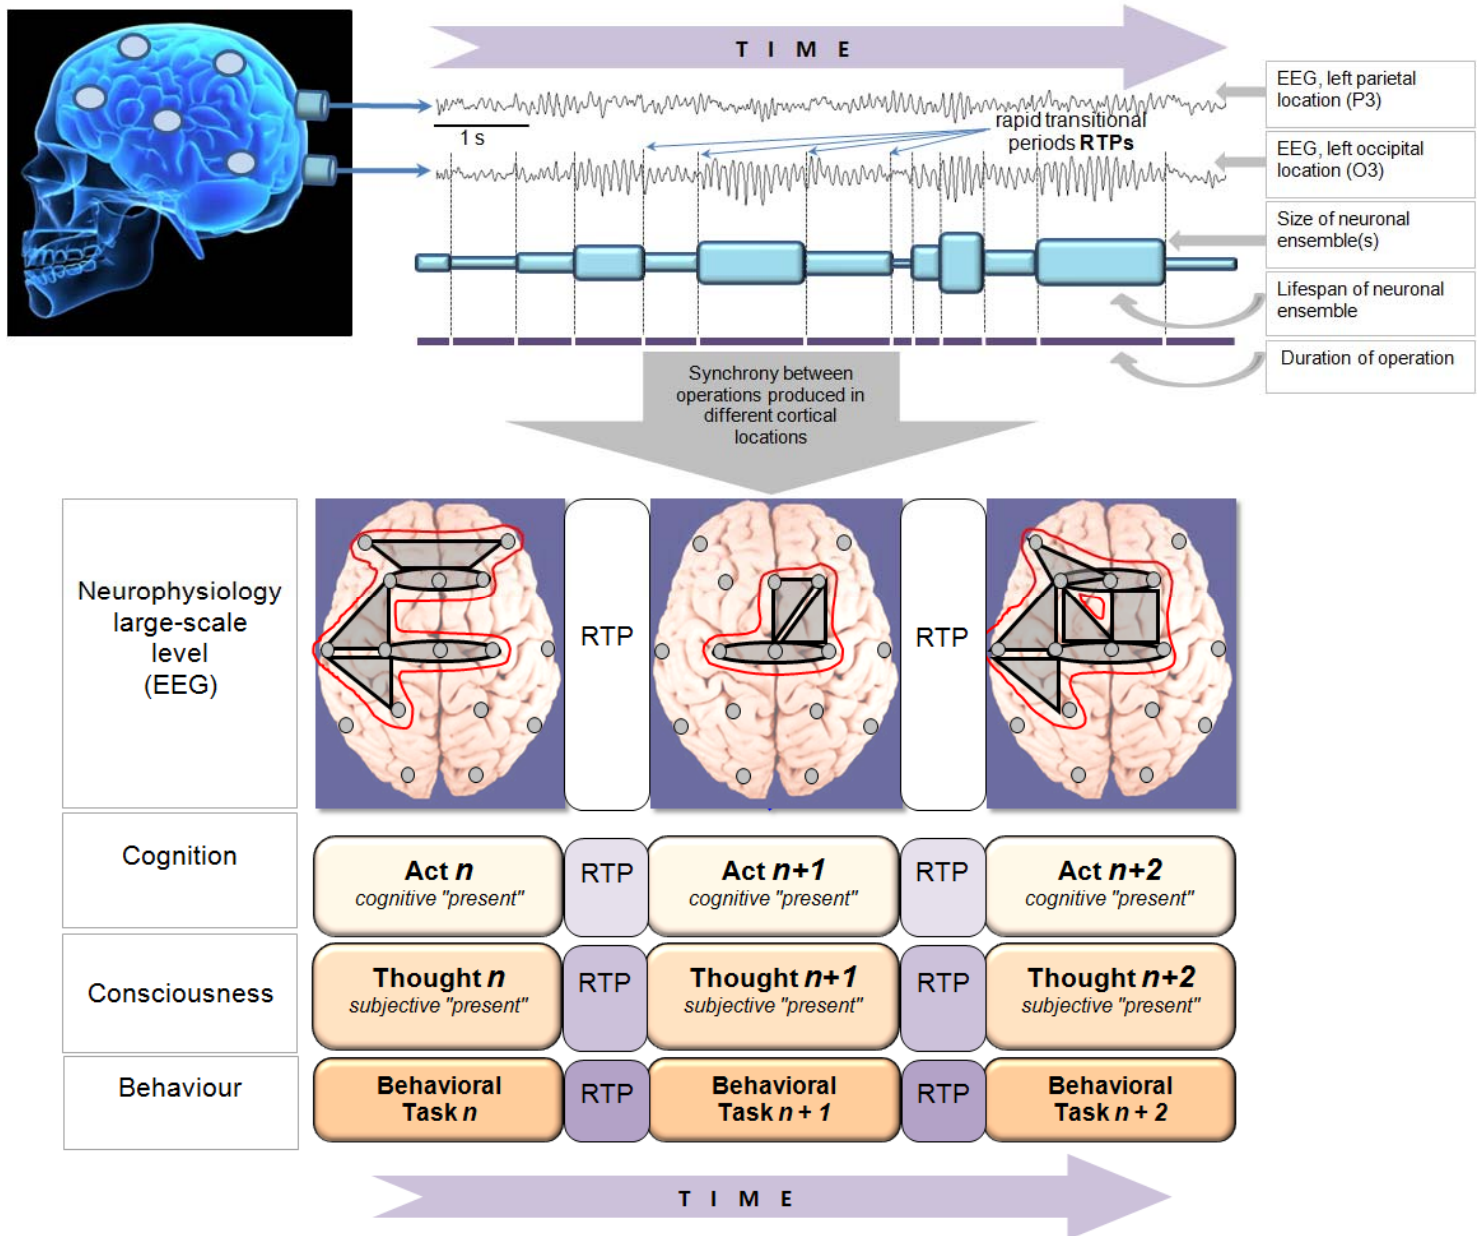 T I M E
EEG, left parietal
location (P3)
1 s
rapid transitional
periods RTPs
EEG, left occipital
location (O3)
Size of neuronal
ensemble(s)
Lifespan of neuronal
ensemble
Duration of operation
Synchrony between
operations produced in
different cortical
locations
Neurophysiology
large-scale
level
(EEG)
RTP
RTP
Cognition
Act n
cognitive "present"
RTP
Act n+1
cognitive "present"
RTP
Act n+2
cognitive "present"
Consciousness
Thought n
subjective "present"
RTP
Thought n+1
subjective "present"
RTP
Thought n+2
subjective "present"
Behaviour
Behavioral
Task n
RTP
Behavioral
Task n + 1
RTP
Behavioral
Task n + 2
T I M E